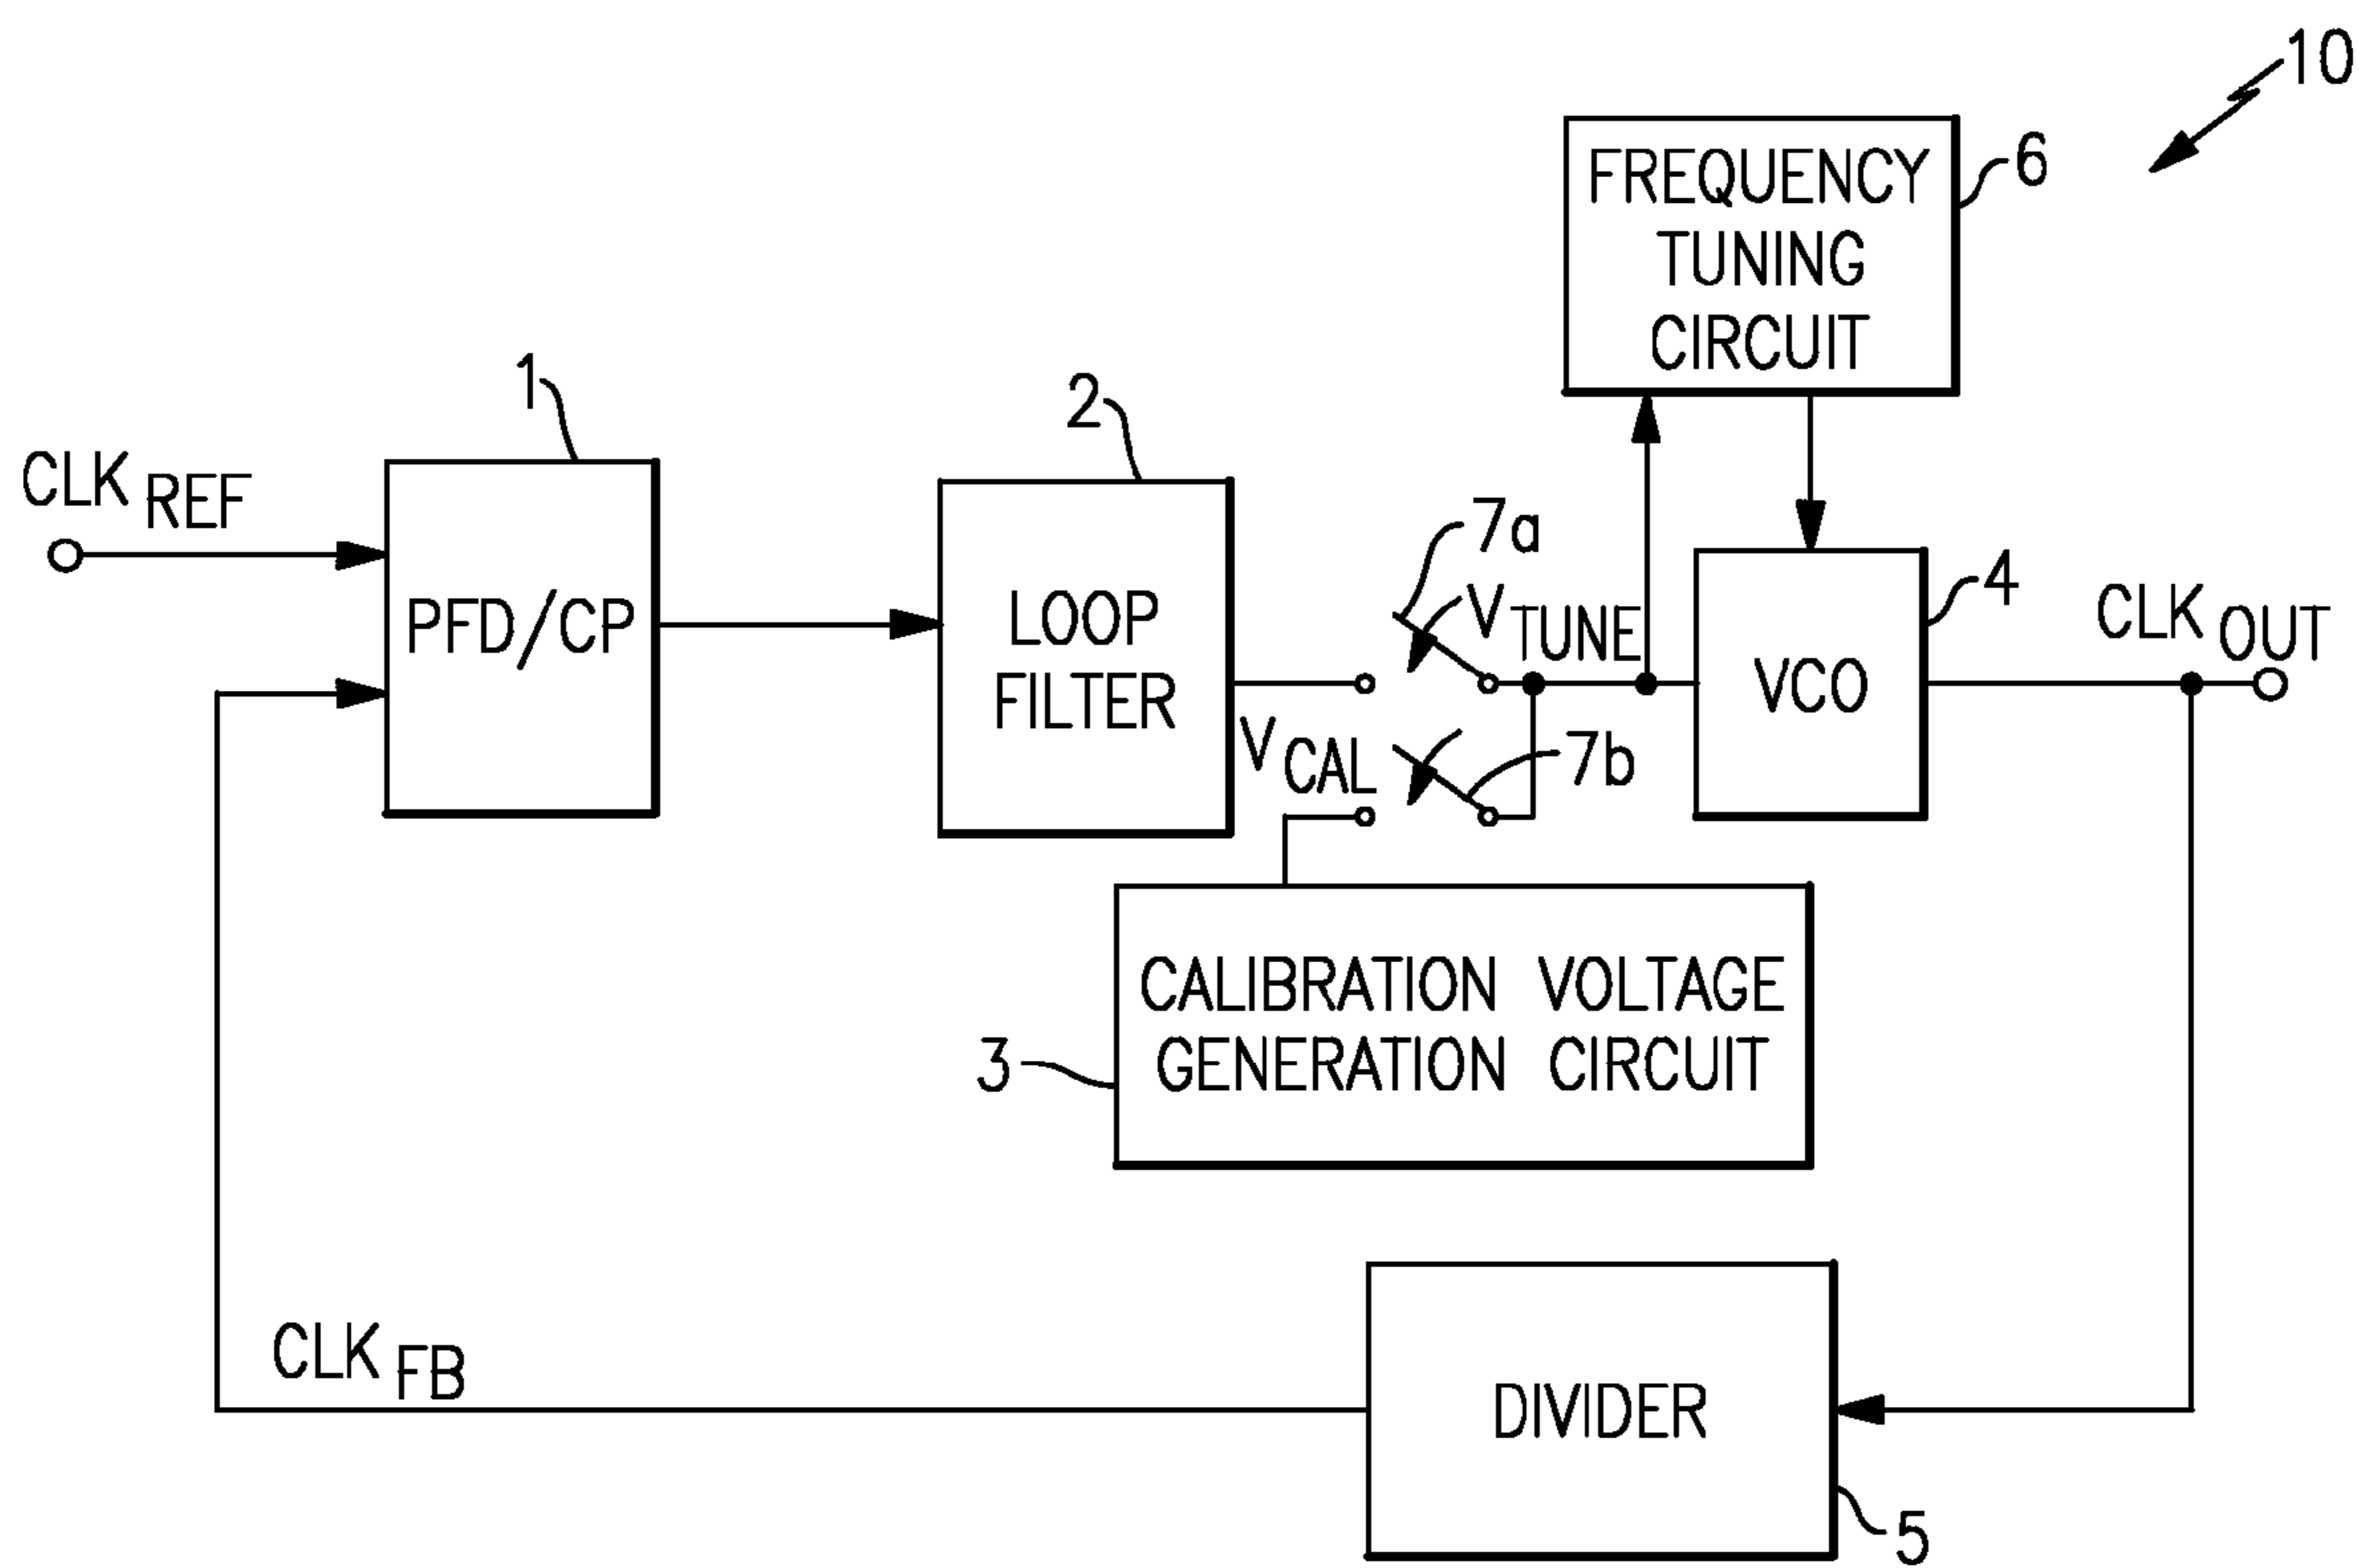 10
FREQUENCY
TUNING
CIRCUIT
6
1
2
CLK REF
7a
V TUNE
4
CLK OUT
PFD/CP
LOOP
FILTER
VCO
V CAL
7b
CALIBRATION VOLTAGE
GENERATION CIRCUIT
3
CLK FB
DIVIDER
5